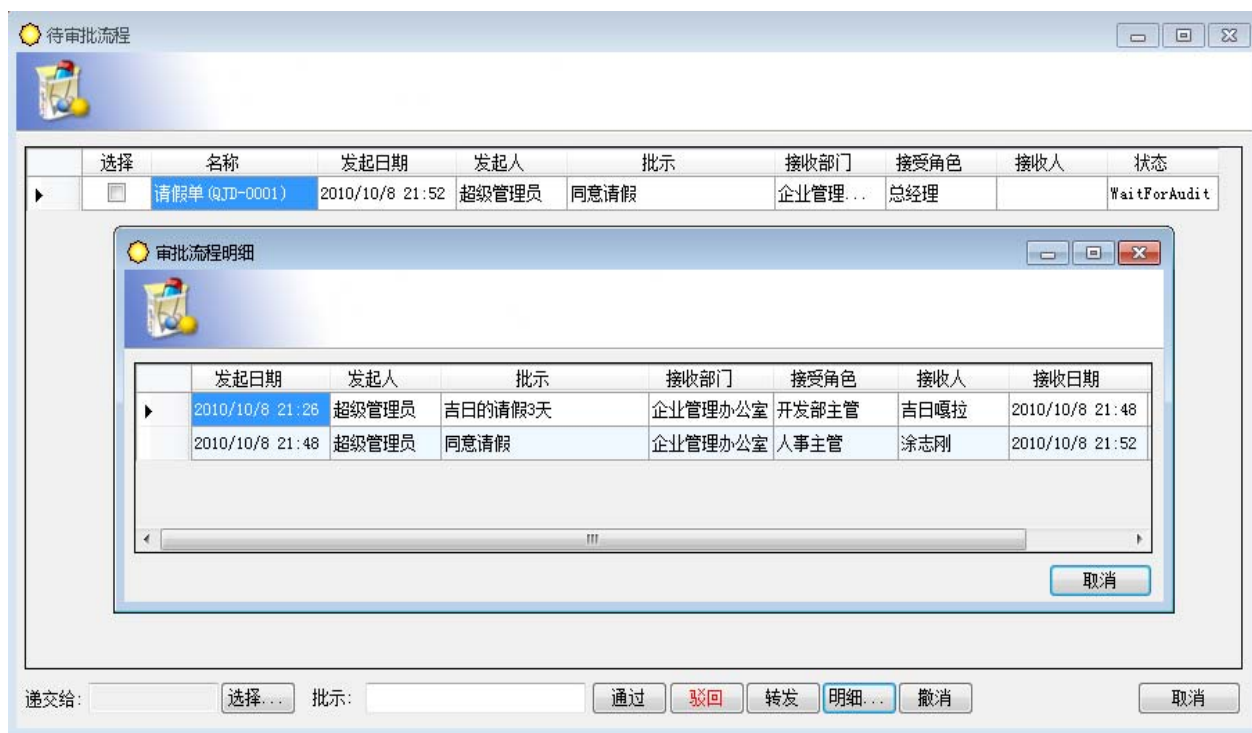 待审批流程
选择 名称 发起日期 发起人 批示 接收部门 接受角色 接收人 状态
请假单(QJD-0001) 2010/10/8 21:52 超级管理员 同意请假 企业管理... 总经理 WaitForAudit
审批流程明细
发起日期 发起人 批示 接收部门 接受角色 接收人 接收日期
2010/10/8 21:26 超级管理员 吉日的请假3天 企业管理办公室 开发部主管 吉日嘎拉 2010/10/8 21:48
2010/10/8 21:48 超级管理员 同意请假 企业管理办公室 人事主管 涂志刚 2010/10/8 21:52
取消
递交给: 选择... 批示: 通过 驳回 转发 明细... 撤消 取消